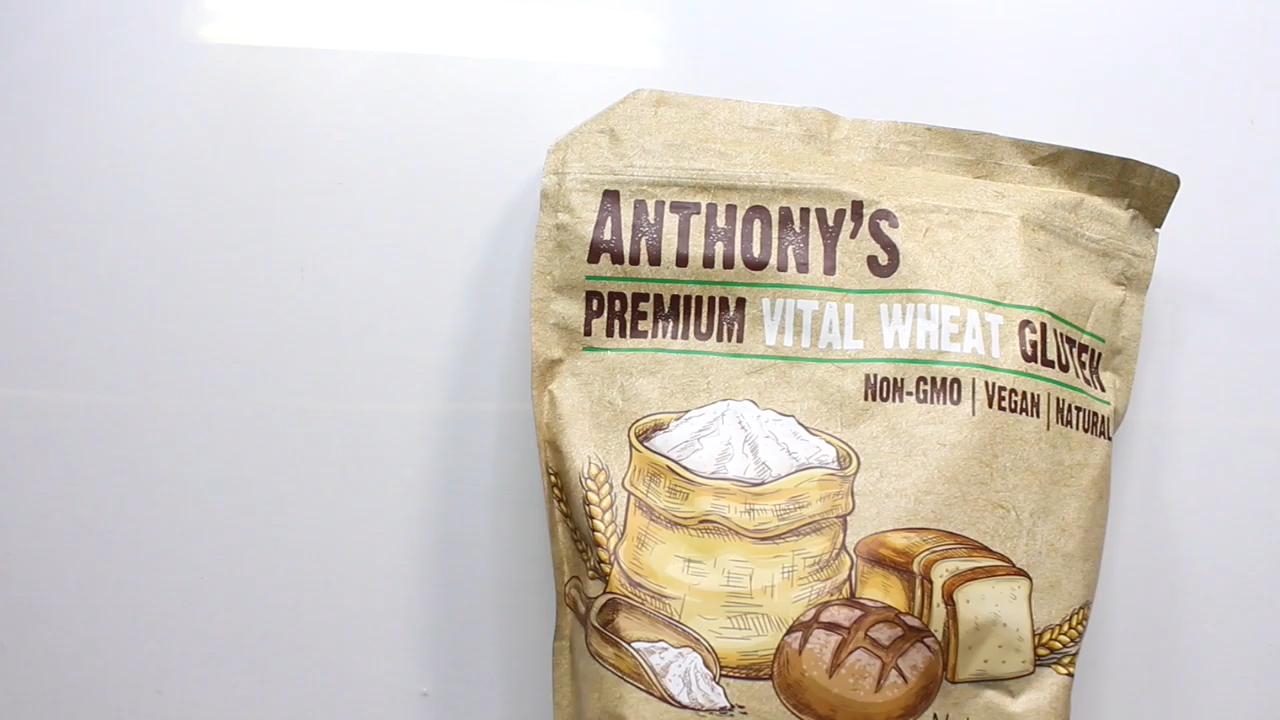 ANTHONY'S
PREMIUM VITAL WHEAT GLUTEN
NON-GMO | VEGAN | NATURAL